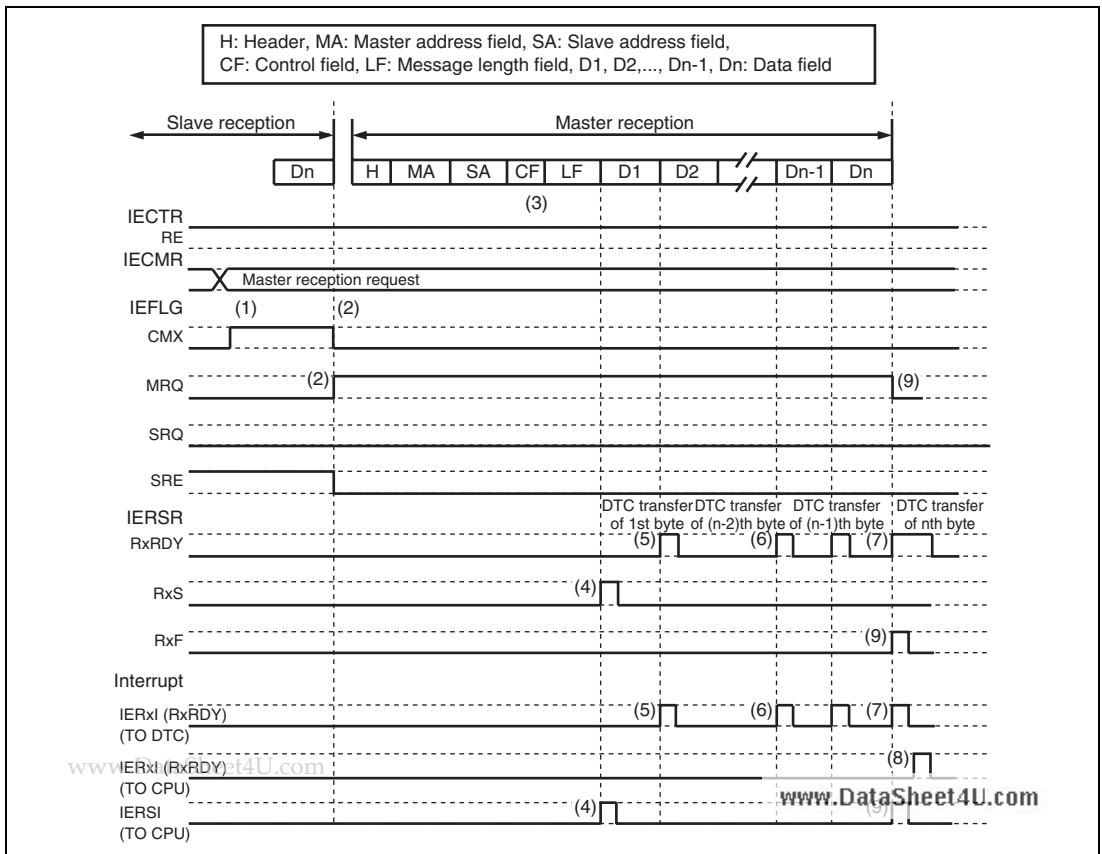 H: Header, MA: Master address field, SA: Slave address field,
CF: Control field, LF: Message length field, D1, D2,..., Dn-1, Dn: Data field
Slave reception Master reception
Dn H MA SA CF LF D1 D2 Dn-1 Dn
(3)
IECTR
RE
IECMR
Master reception request
IEFLG (1) (2)
CMX
MRQ (2) (9)
SRQ
SRE
DTC transfer DTC transfer DTC transfer DTC transfer
IERSR of 1st byte of (n-2)th byte of (n-1)th byte of nth byte
RxRDY (5) (6) (7)
RxS (4)
RxF (9)
Interrupt
IERxI (RxRDY) (5) (6) (7)
(TO DTC)
(8)
www.DataSheet4U.com
IERxI (RxRDY)
(TO CPU)
www.DataSheet4U.com
IERSI (4) (9)
(TO CPU)